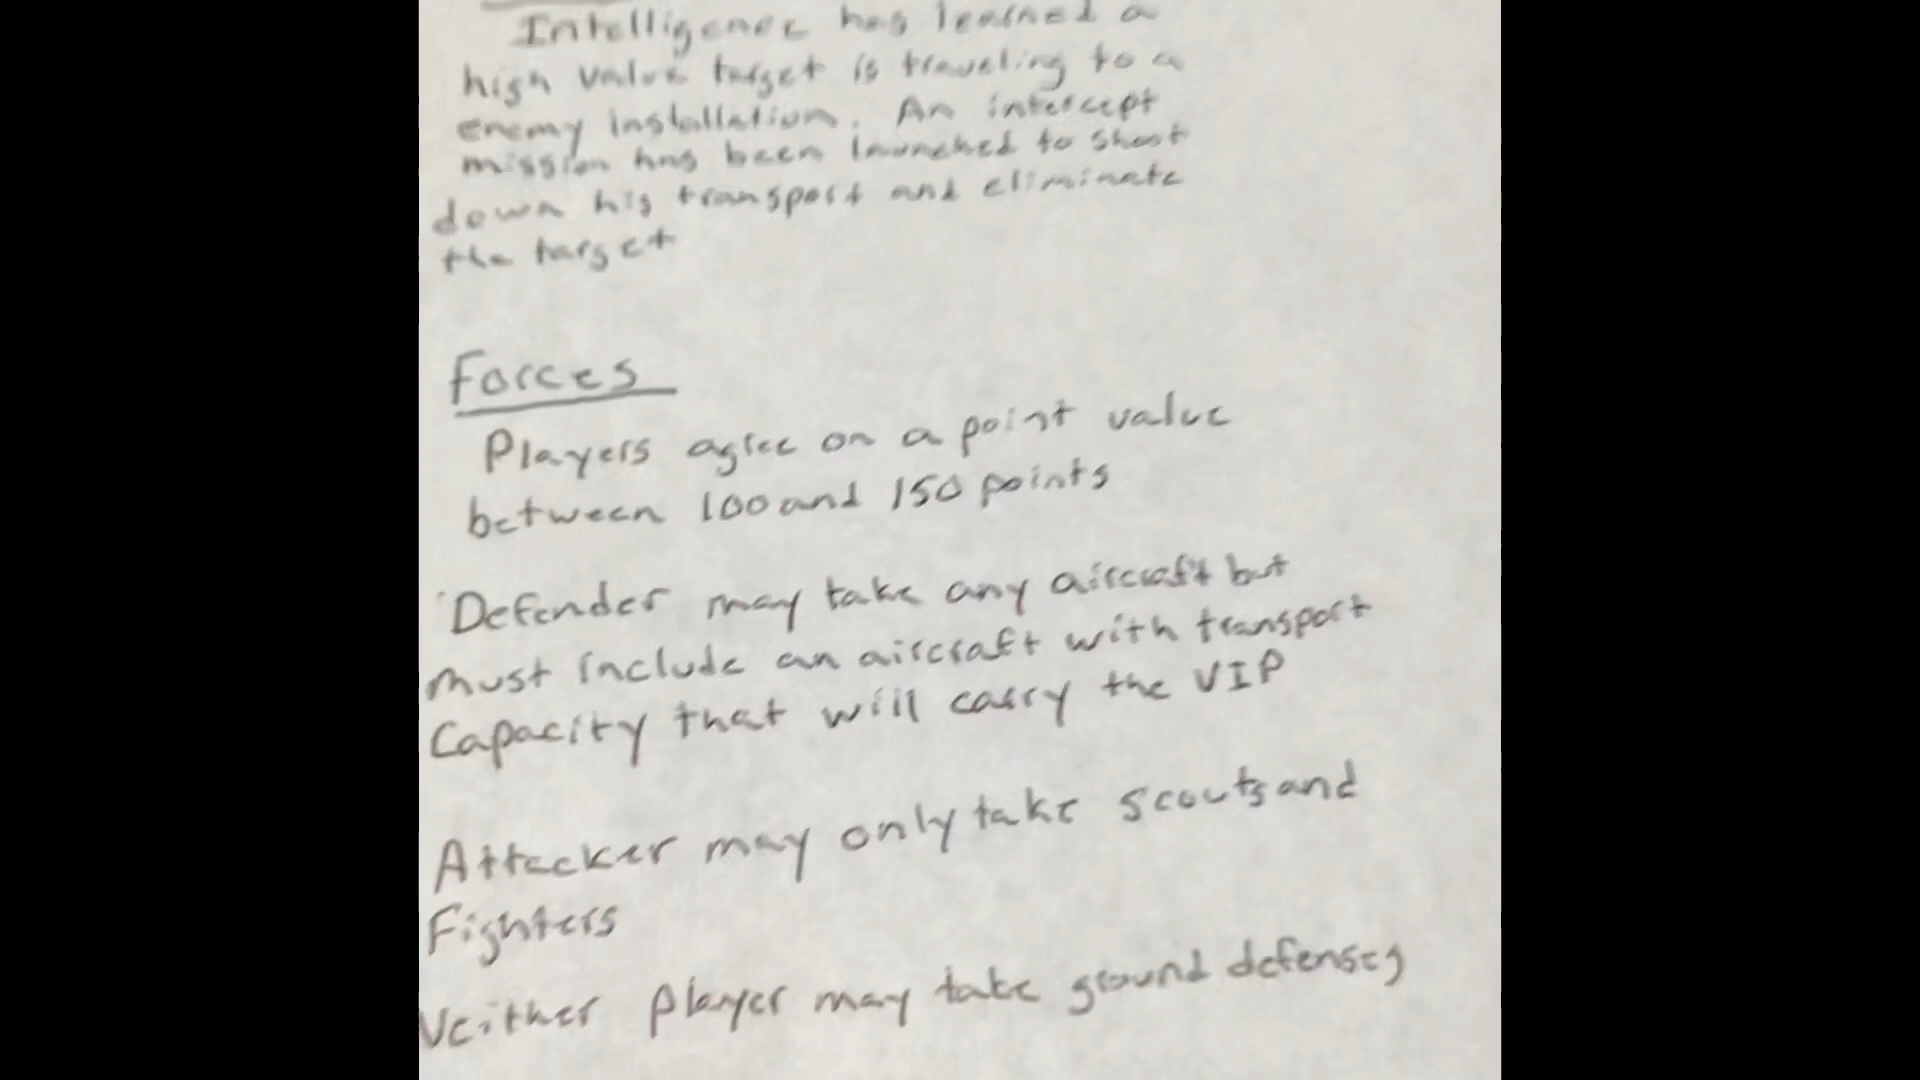 Intelligence has learned a
high value target is traveling to a
enemy installation. An intercept
mission has been launched to shoot
down his transport and eliminate
the target
Forces
Players agree on a point value
between 100 and 150 points
Defender may take any aircraft but
must include an aircraft with transport
Capacity that will carry the VIP
Attacker may only take scouts and
Fighters
Neither player may take ground defenses